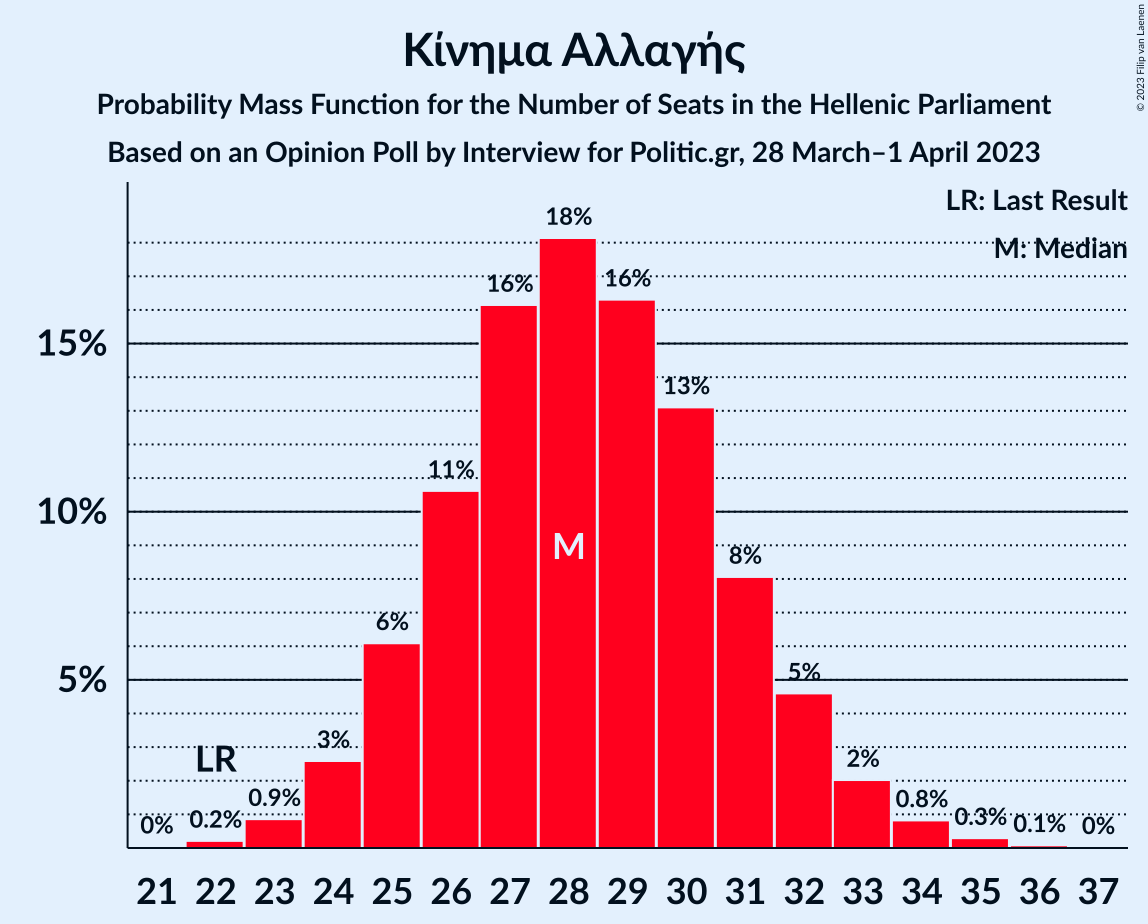 © 2023 Filip van Laenen
Κίνημα Αλλαγής
Probability Mass Function for the Number of Seats in the Hellenic Parliament
Based on an Opinion Poll by Interview for Politic.gr, 28 March–1 April 2023
LR: Last Result
M: Median
15%
10%
5%
0%
0.2%
0.9%
3%
6%
11%
16%
18%
16%
13%
8%
5%
2%
0.8%
0.3%
0.1%
0%
LR
M
21 22 23 24 25 26 27 28 29 30 31 32 33 34 35 36 37